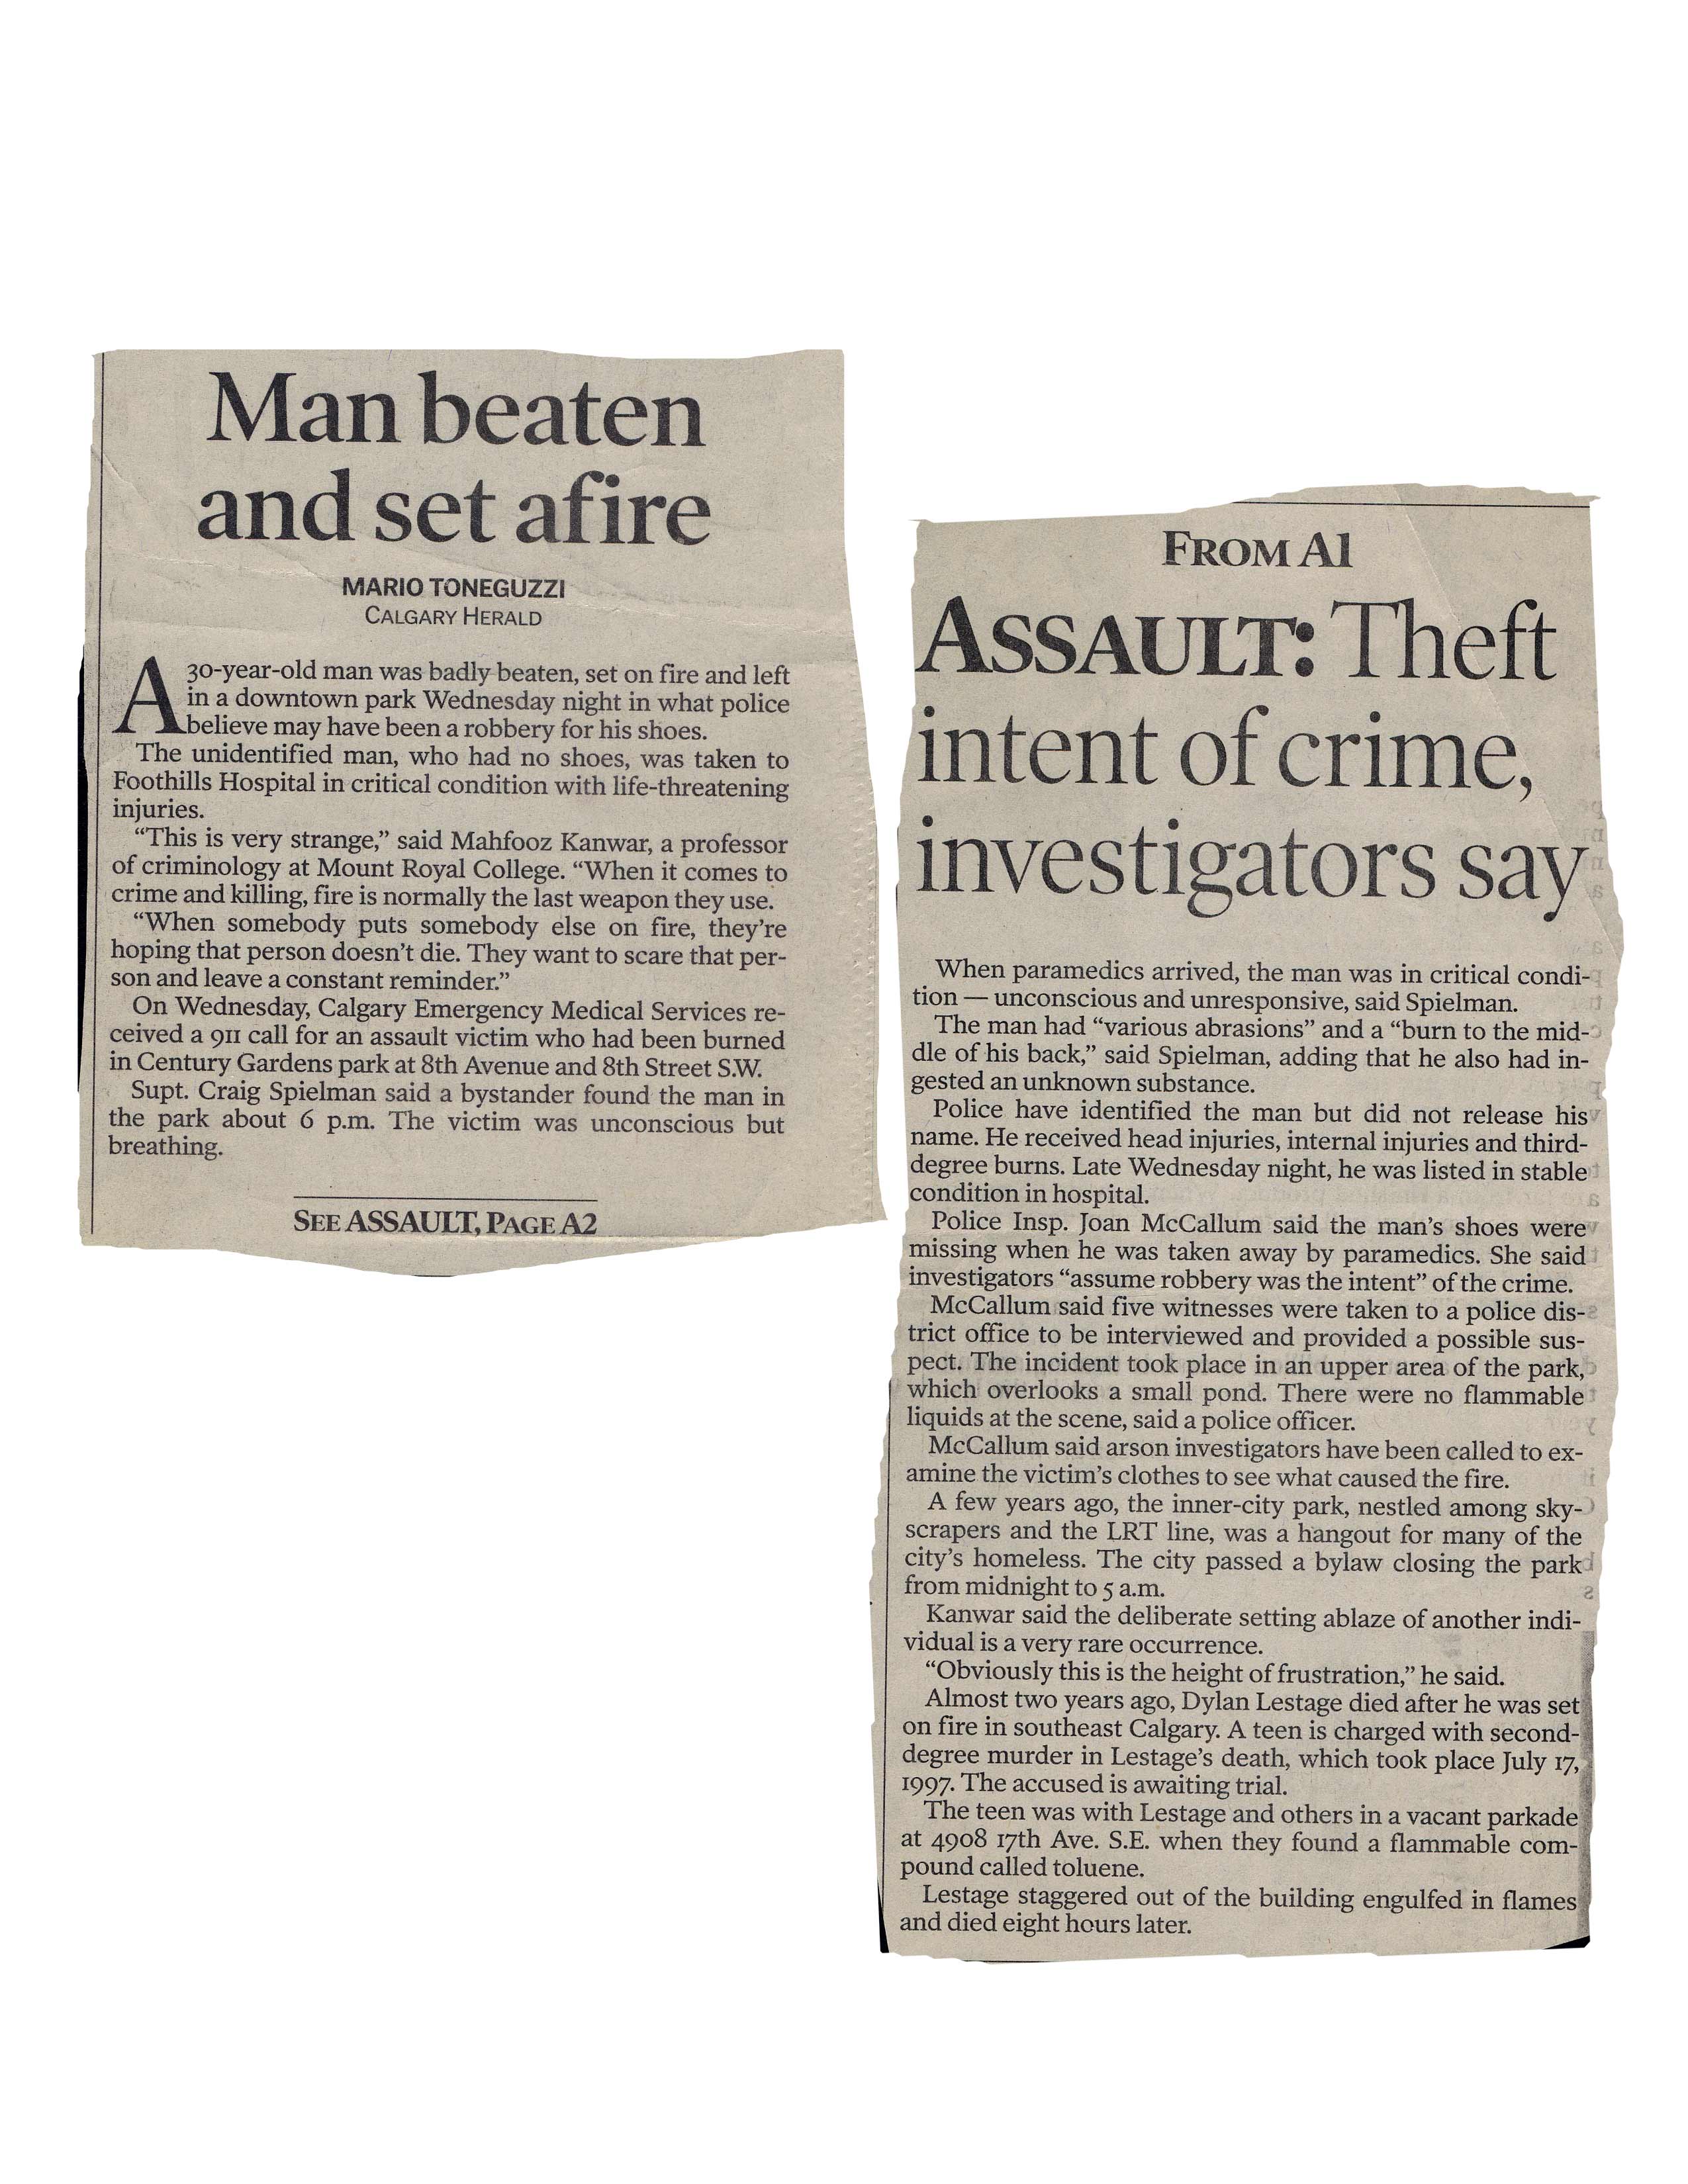 Man beaten
and set afire
MARIO TONEGUZZI
CALGARY HERALD
A 30-year-old man was badly beaten, set on fire and left
in a downtown park Wednesday night in what police
believe may have been a robbery for his shoes.
The unidentified man, who had no shoes, was taken to
Foothills Hospital in critical condition with life-threatening
injuries.
“This is very strange,” said Mahfooz Kanwar, a professor
of criminology at Mount Royal College. “When it comes to
crime and killing, fire is normally the last weapon they use.
“When somebody puts somebody else on fire, they’re
hoping that person doesn’t die. They want to scare that per-
son and leave a constant reminder.”
On Wednesday, Calgary Emergency Medical Services re-
ceived a 911 call for an assault victim who had been burned
in Century Gardens park at 8th Avenue and 8th Street S.W.
Supt. Craig Spielman said a bystander found the man in
the park about 6 p.m. The victim was unconscious but
breathing.
SEE ASSAULT, PAGE A2
FROM A1
ASSAULT: Theft
intent of crime,
investigators say
When paramedics arrived, the man was in critical condi-
tion — unconscious and unresponsive, said Spielman.
The man had “various abrasions” and a “burn to the mid-
dle of his back,” said Spielman, adding that he also had in-
gested an unknown substance.
Police have identified the man but did not release his
name. He received head injuries, internal injuries and third-
degree burns. Late Wednesday night, he was listed in stable
condition in hospital.
Police Insp. Joan McCallum said the man’s shoes were
missing when he was taken away by paramedics. She said
investigators “assume robbery was the intent” of the crime.
McCallum said five witnesses were taken to a police dis-
trict office to be interviewed and provided a possible sus-
pect. The incident took place in an upper area of the park,
which overlooks a small pond. There were no flammable
liquids at the scene, said a police officer.
McCallum said arson investigators have been called to ex-
amine the victim’s clothes to see what caused the fire.
A few years ago, the inner-city park, nestled among sky-
scrapers and the LRT line, was a hangout for many of the
city’s homeless. The city passed a bylaw closing the park
from midnight to 5 a.m.
Kanwar said the deliberate setting ablaze of another indi-
vidual is a very rare occurrence.
“Obviously this is the height of frustration,” he said.
Almost two years ago, Dylan Lestage died after he was set
on fire in southeast Calgary. A teen is charged with second-
degree murder in Lestage’s death, which took place July 17,
1997. The accused is awaiting trial.
The teen was with Lestage and others in a vacant parkade
at 4908 17th Ave. S.E. when they found a flammable com-
pound called toluene.
Lestage staggered out of the building engulfed in flames
and died eight hours later.